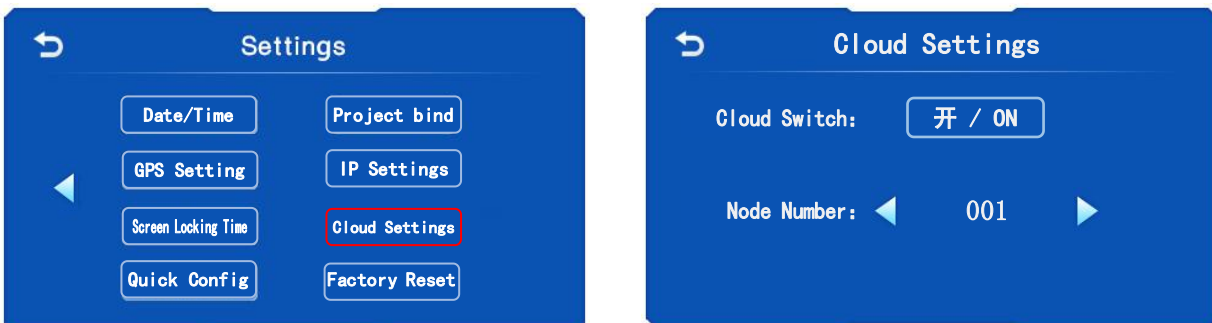 Settings
Date/Time
Project bind
GPS Setting
IP Settings
Screen Locking Time
Cloud Settings
Quick Config
Factory Reset
Cloud Settings
Cloud Switch: 开 / ON
Node Number: 001